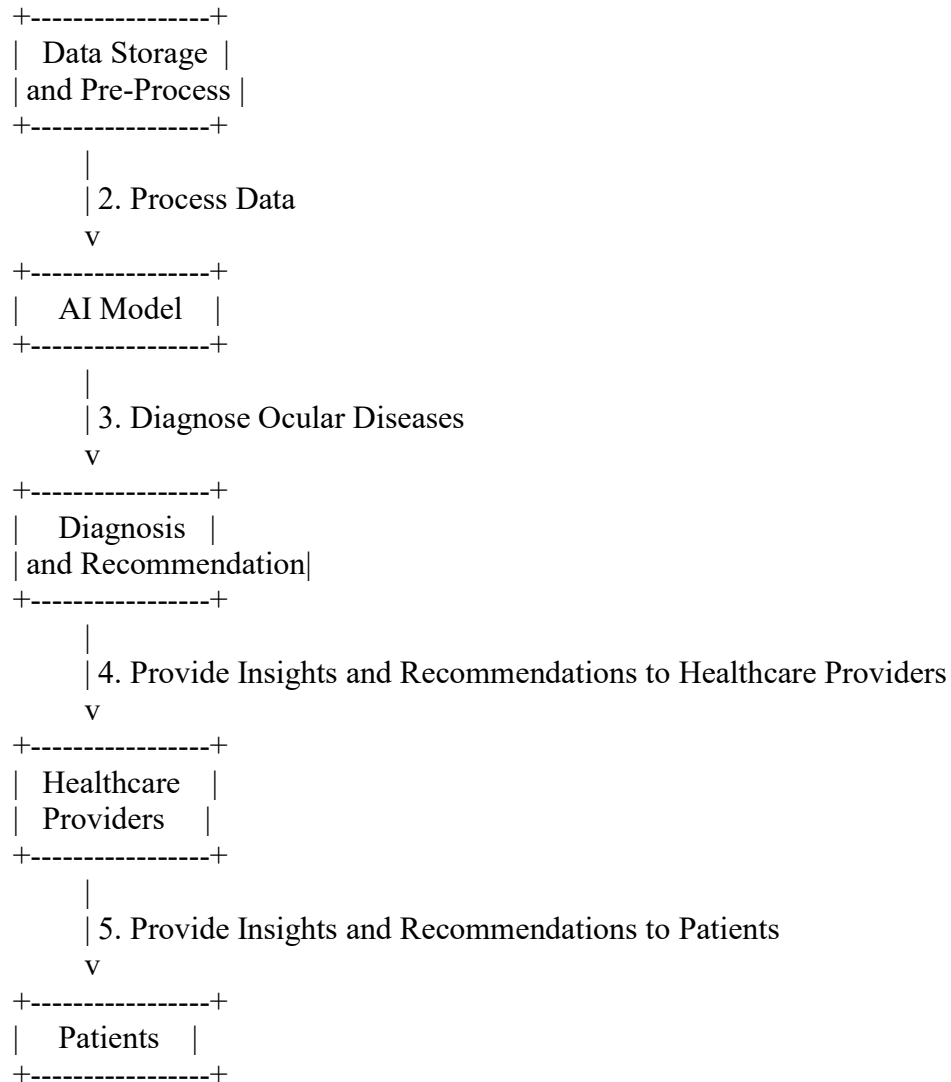 +-----------------+
|   Data Storage  |
| and Pre-Process |
+-----------------+
|
| 2. Process Data
v
+-----------------+
|    AI Model    |
+-----------------+
|
| 3. Diagnose Ocular Diseases
v
+-----------------+
|    Diagnosis   |
| and Recommendation|
+-----------------+
|
| 4. Provide Insights and Recommendations to Healthcare Providers
v
+-----------------+
|   Healthcare    |
|   Providers     |
+-----------------+
|
| 5. Provide Insights and Recommendations to Patients
v
+-----------------+
|    Patients    |
+-----------------+